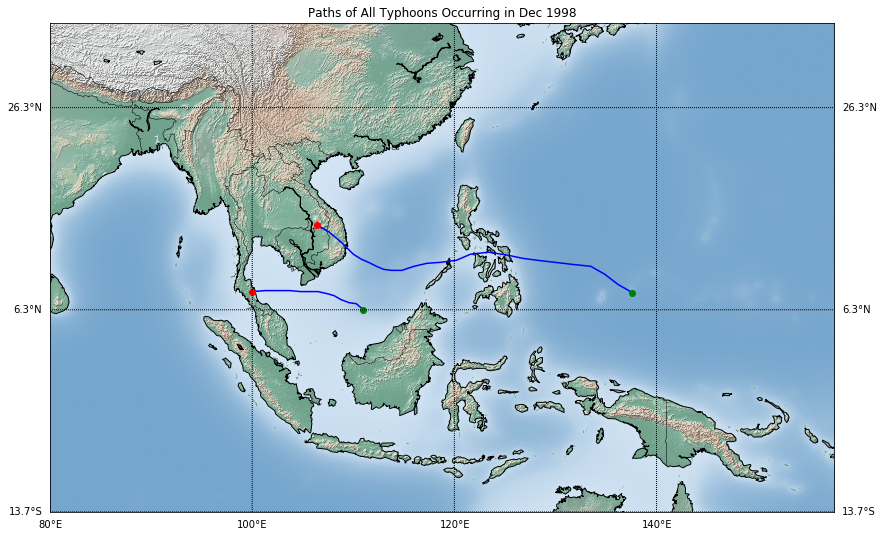 Paths of All Typhoons Occurring in Dec 1998
26.3°N
26.3°N
6.3°N
6.3°N
13.7°S
13.7°S
80°E
100°E
120°E
140°E